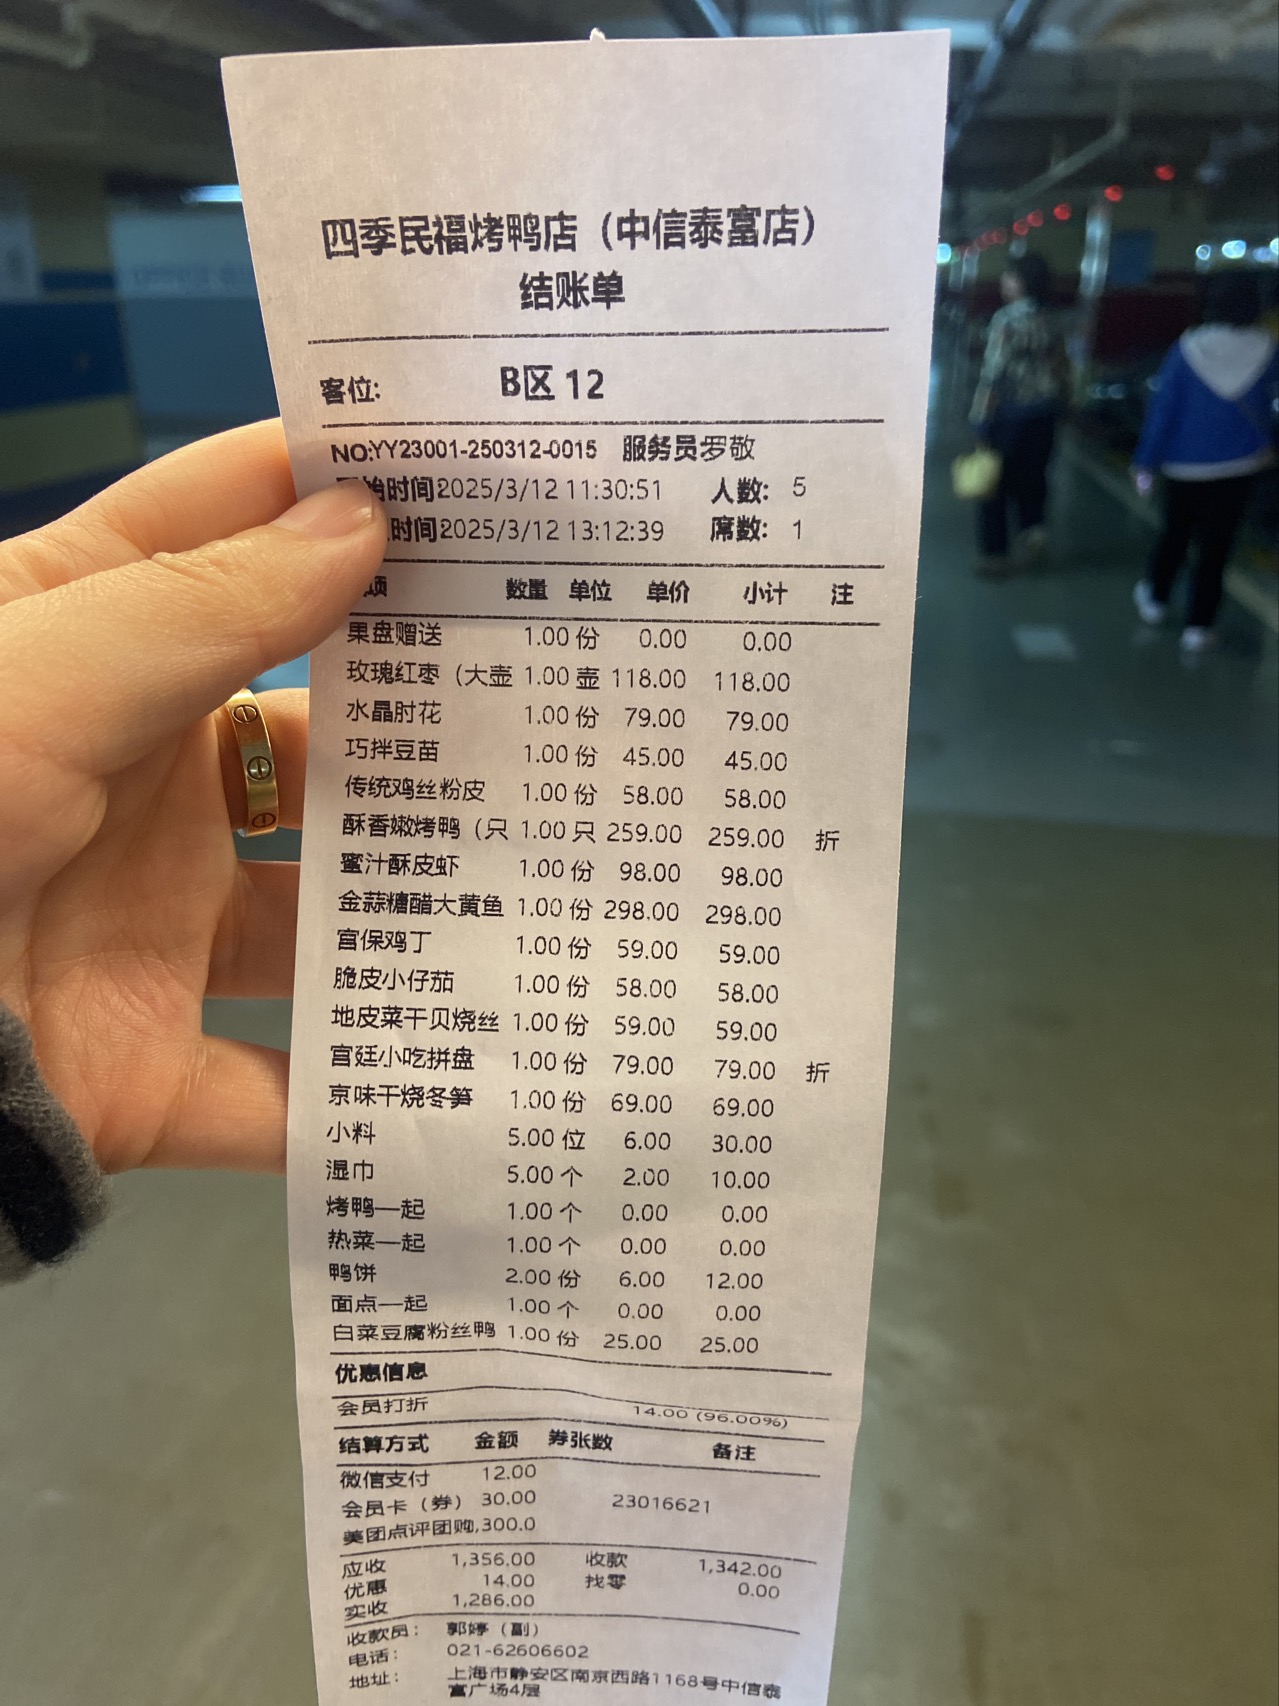 四季民福烤鸭店（中信泰富店）
结账单
客位: B区 12
NO:YY23001-250312-0015 服务员罗敬
始时间2025/3/12 11:30:51 人数: 5
时间2025/3/12 13:12:39 席数: 1
项 数量 单位 单价 小计 注
果盘赠送 1.00 份 0.00 0.00
玫瑰红枣（大壶 1.00 壶 118.00 118.00
水晶肘花 1.00 份 79.00 79.00
巧拌豆苗 1.00 份 45.00 45.00
传统鸡丝粉皮 1.00 份 58.00 58.00
酥香嫩烤鸭（只 1.00 只 259.00 259.00 折
蜜汁酥皮虾 1.00 份 98.00 98.00
金蒜糖醋大黄鱼 1.00 份 298.00 298.00
宫保鸡丁 1.00 份 59.00 59.00
脆皮小仔茄 1.00 份 58.00 58.00
地皮菜干贝烧丝 1.00 份 59.00 59.00
宫廷小吃拼盘 1.00 份 79.00 79.00 折
京味干烧冬笋 1.00 份 69.00 69.00
小料 5.00 位 6.00 30.00
湿巾 5.00 个 2.00 10.00
烤鸭一起 1.00 个 0.00 0.00
热菜一起 1.00 个 0.00 0.00
鸭饼 2.00 份 6.00 12.00
面点一起 1.00 个 0.00 0.00
白菜豆腐粉丝鸭 1.00 份 25.00 25.00
优惠信息
会员打折 14.00 (96.00%)
结算方式 金额 券张数 备注
微信支付 12.00
会员卡（券） 30.00 23016621
美团点评团购,300.0
应收 1,356.00 收款 1,342.00
优惠 14.00 找零 0.00
实收 1,286.00
收款员: 郭婷（副）
电话: 021-62606602
地址: 上海市静安区南京西路1168号中信泰
富广场4层